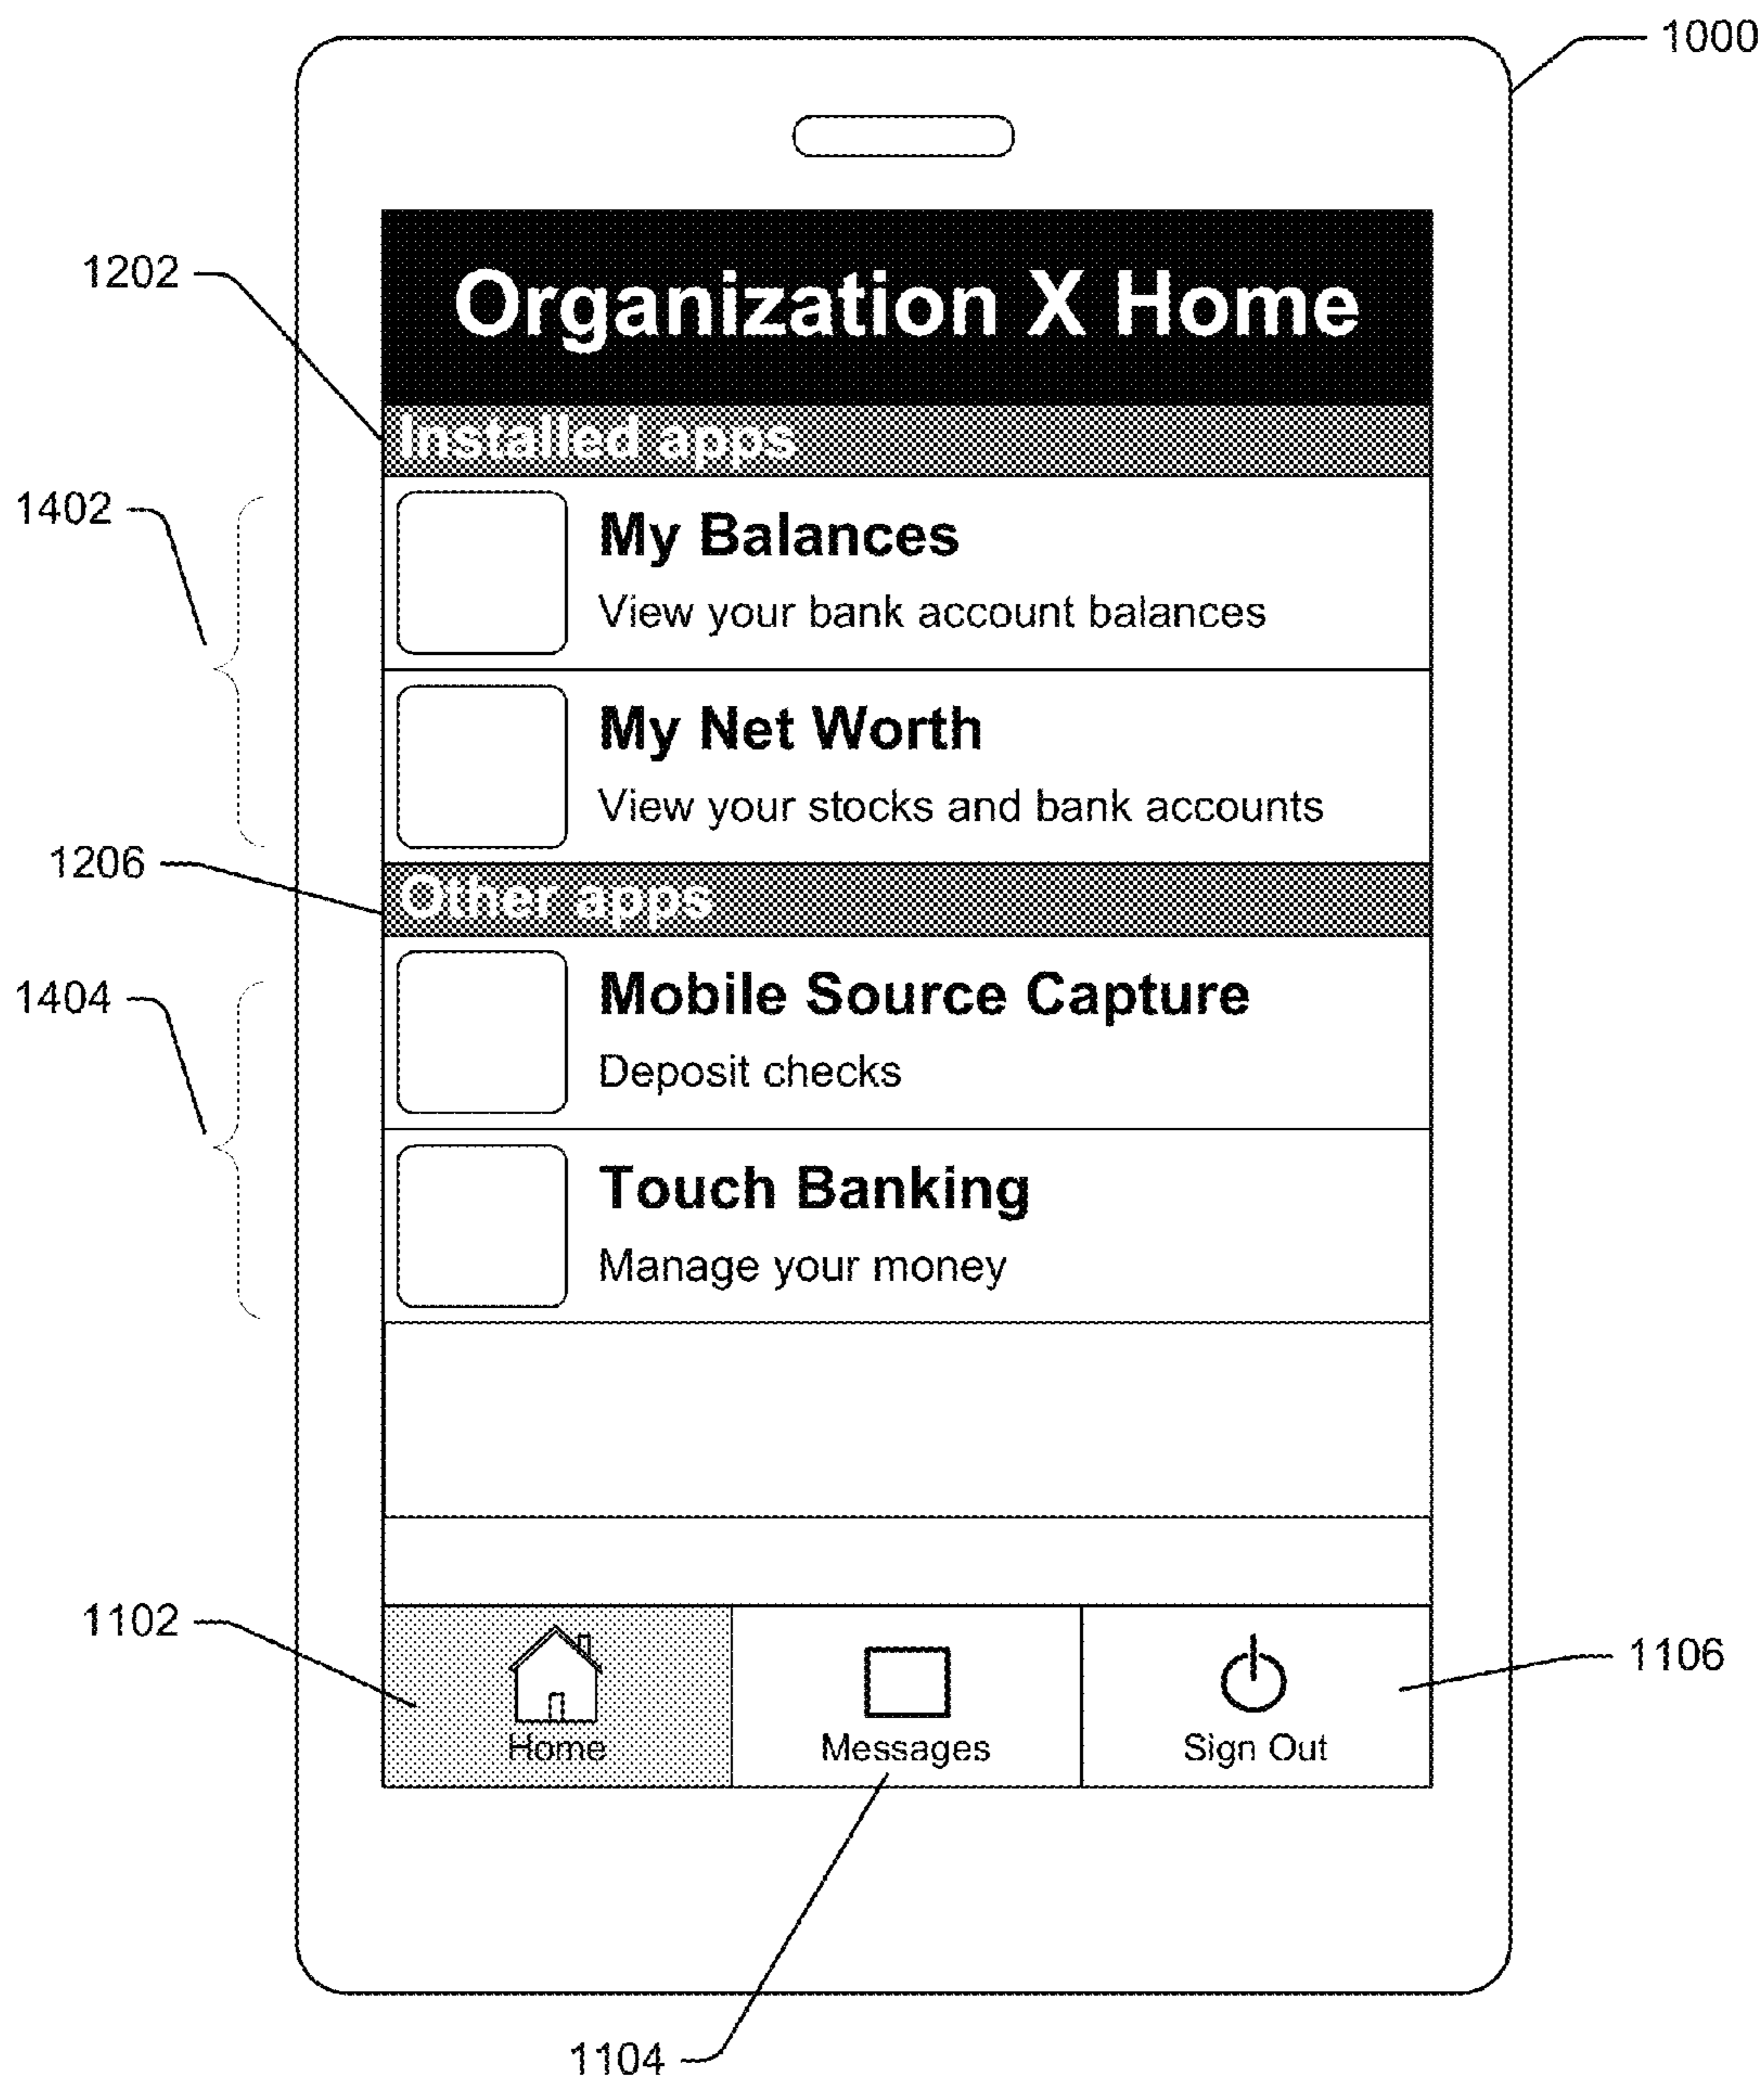 1000
Organization X Home
1202
Installed apps
1402
My Balances
View your bank account balances
My Net Worth
View your stocks and bank accounts
1206
Other apps
1404
Mobile Source Capture
Deposit checks
Touch Banking
Manage your money
1102
Home
Messages
Sign Out
1106
1104